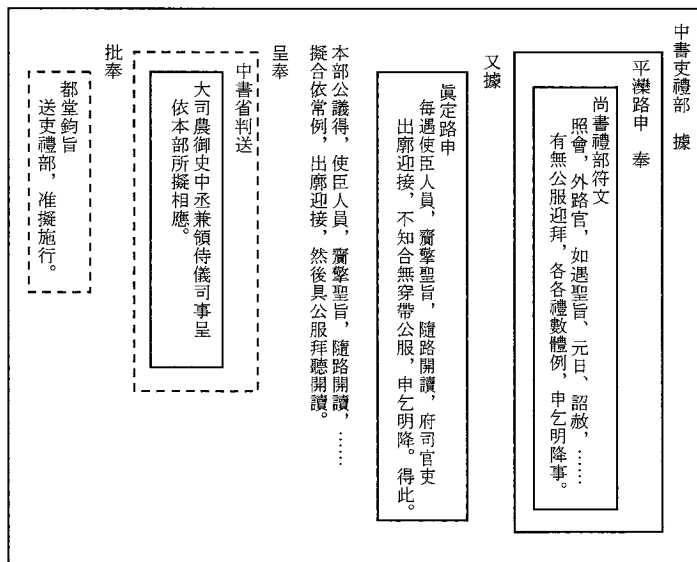 中書吏禮部　據
平灤路申　奉
尚書禮部符文
照會，外路官，如遇聖旨、元日、詔赦，……
有無公服迎拜，各各禮數體例，申乞明降事。
又據
眞定路申
每遇使臣人員，齎擎聖旨，隨路開讀，府司官吏
出廓迎接，不知合無穿帶公服，申乞明降。得此。
本部公議得，使臣人員，齎擎聖旨，隨路開讀，……
擬合依常例，出廓迎接，然後具公服拜聽開讀。
呈奉
中書省判送
大司農御史中丞兼領侍儀司事呈
依本部所擬相應。
批奉
都堂鈞旨
送吏禮部，准擬施行。